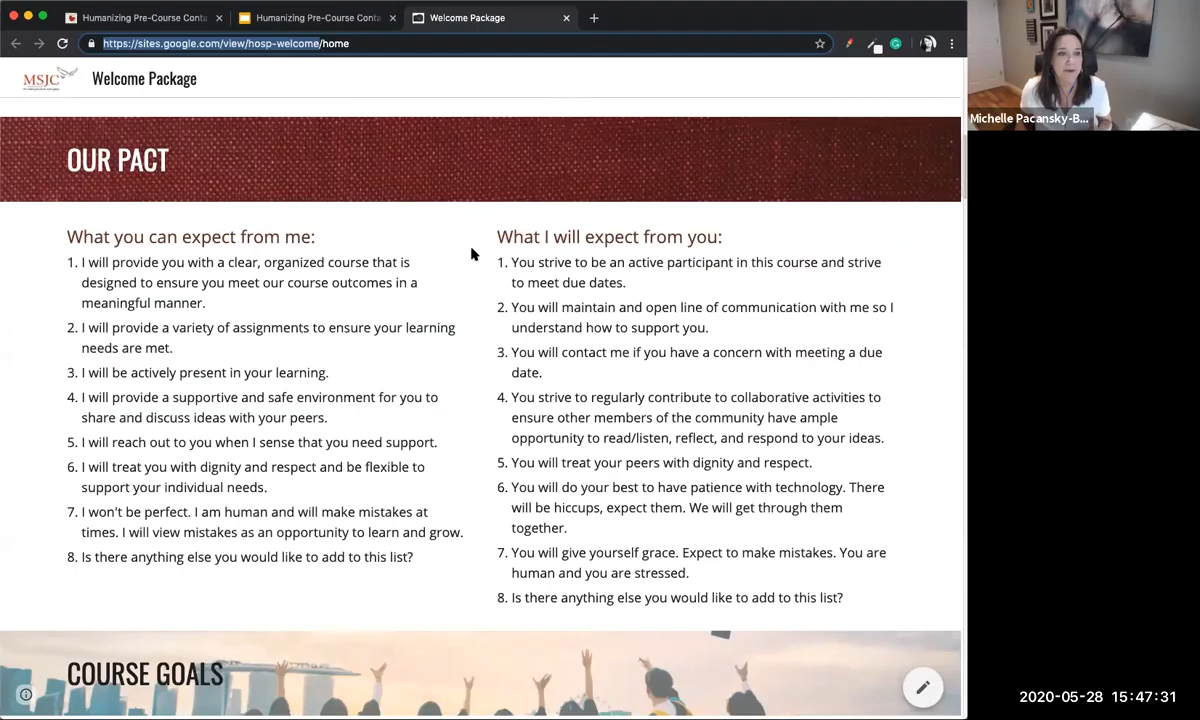 Humanizing Pre-Course Conta
Humanizing Pre-Course Conta
Welcome Package
https://sites.google.com/view/hosp-welcome/home
MSJC
Welcome Package
Michelle Pacansky-B...
OUR PACT
What you can expect from me:
1. I will provide you with a clear, organized course that is
designed to ensure you meet our course outcomes in a
meaningful manner.
2. I will provide a variety of assignments to ensure your learning
needs are met.
3. I will be actively present in your learning.
4. I will provide a supportive and safe environment for you to
share and discuss ideas with your peers.
5. I will reach out to you when I sense that you need support.
6. I will treat you with dignity and respect and be flexible to
support your individual needs.
7. I won't be perfect. I am human and will make mistakes at
times. I will view mistakes as an opportunity to learn and grow.
8. Is there anything else you would like to add to this list?
What I will expect from you:
1. You strive to be an active participant in this course and strive
to meet due dates.
2. You will maintain and open line of communication with me so I
understand how to support you.
3. You will contact me if you have a concern with meeting a due
date.
4. You strive to regularly contribute to collaborative activities to
ensure other members of the community have ample
opportunity to read/listen, reflect, and respond to your ideas.
5. You will treat your peers with dignity and respect.
6. You will do your best to have patience with technology. There
will be hiccups, expect them. We will get through them
together.
7. You will give yourself grace. Expect to make mistakes. You are
human and you are stressed.
8. Is there anything else you would like to add to this list?
COURSE GOALS
2020-05-28 15:47:31